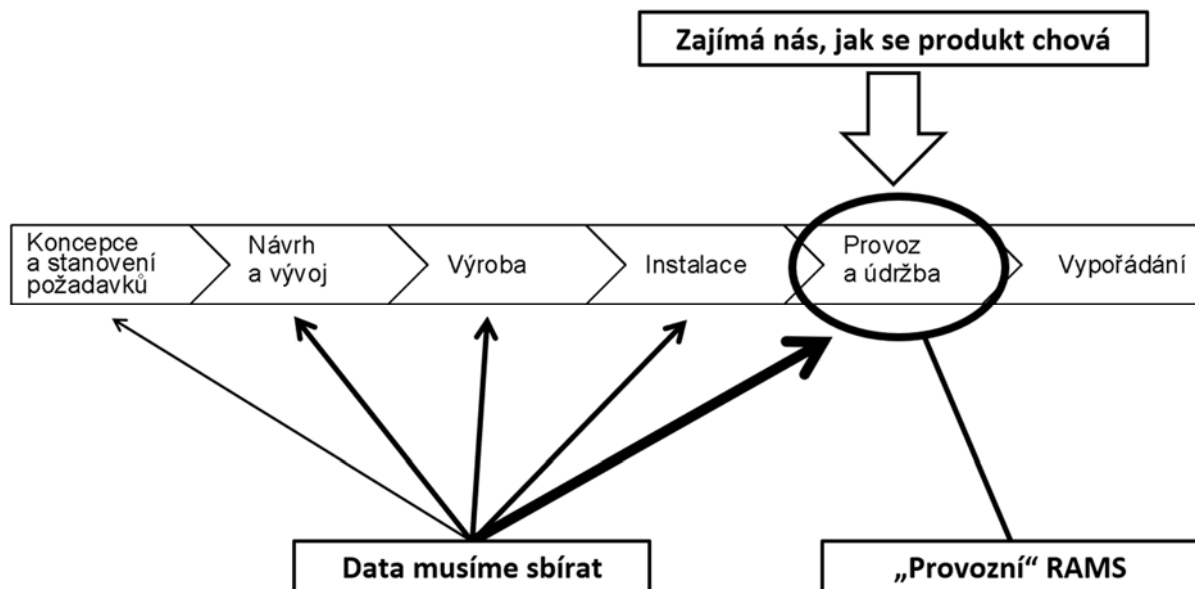 Zajímá nás, jak se produkt chová
Koncepce
a stanovení
požadavků
Návrh
a vývoj
Výroba
Instalace
Provoz
a údržba
Vypořádání
Data musíme sbírat
„Provozní“ RAMS